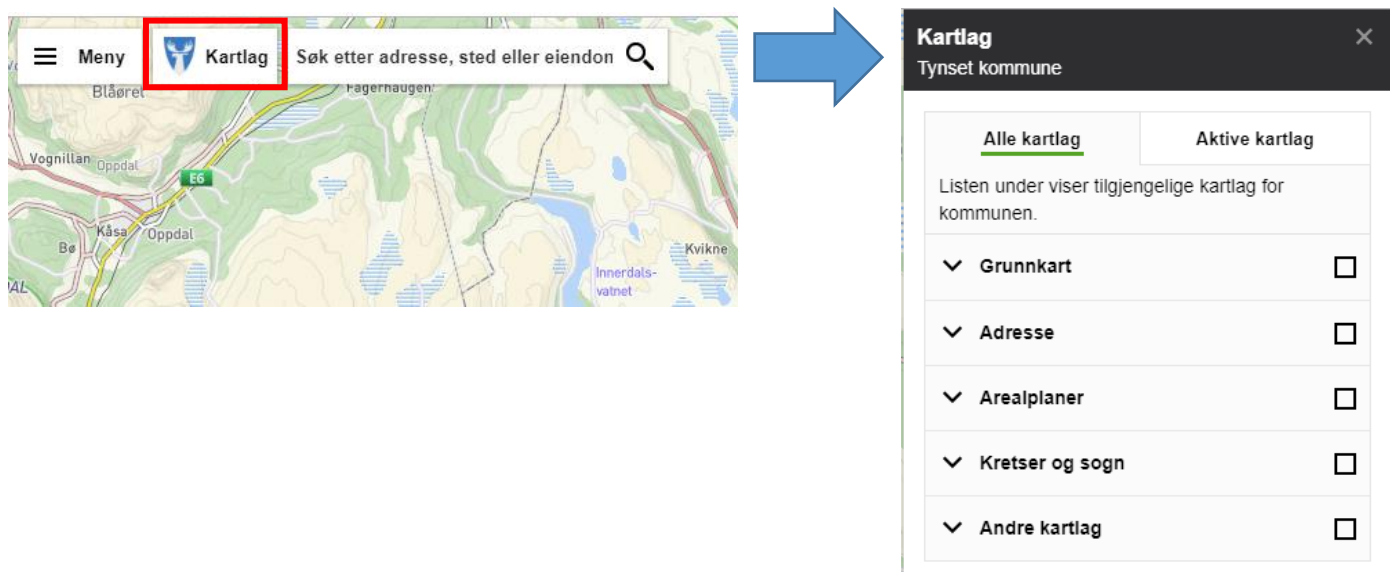 Meny
Kartlag
Søk etter adresse, sted eller eiendon
Blåøret
Fagerhaugen
Vognillan
Oppdal
E6
Kåsa
Oppdal
Bø
Kvikne
Innerdals-
vatnet
Kartlag
Tynset kommune
Alle kartlag
Aktive kartlag
Listen under viser tilgjengelige kartlag for
kommunen.
Grunnkart
Adresse
Arealplaner
Kretser og sogn
Andre kartlag